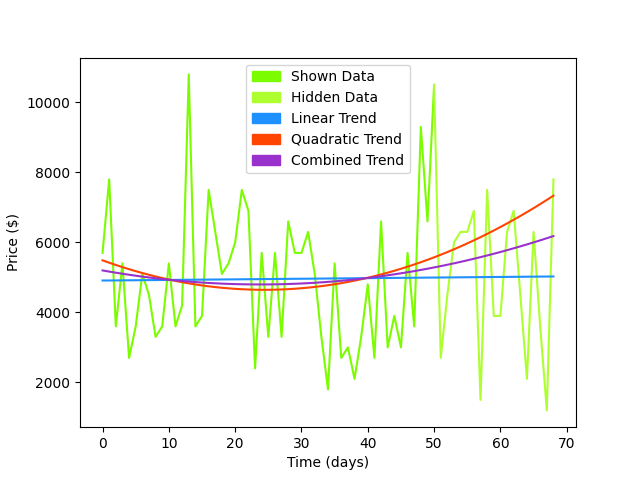 Shown Data
Hidden Data
Linear Trend
Quadratic Trend
Combined Trend
10000
8000
6000
4000
2000
Price ($)
0 10 20 30 40 50 60 70
Time (days)